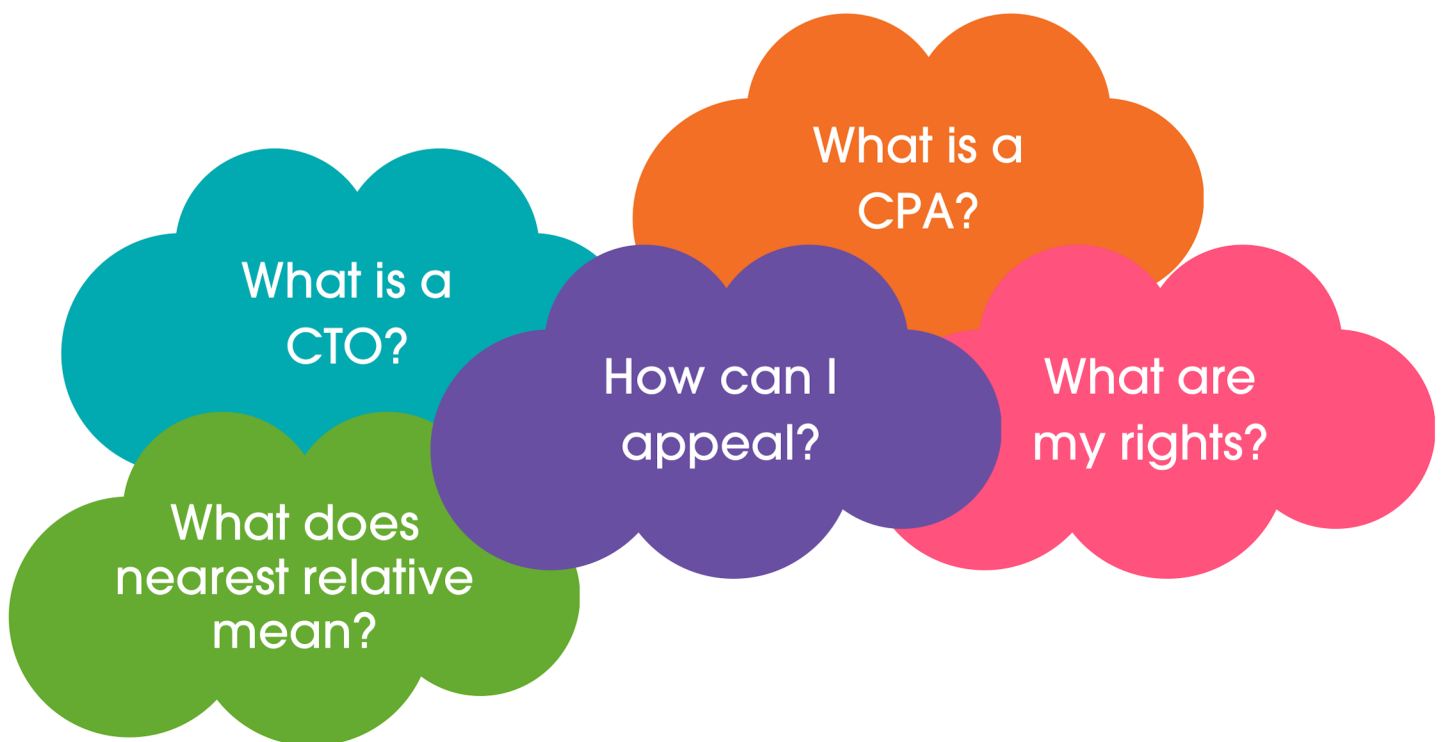 What is a
CPA?
What is a
CTO?
How can I
appeal?
What are
my rights?
What does
nearest relative
mean?